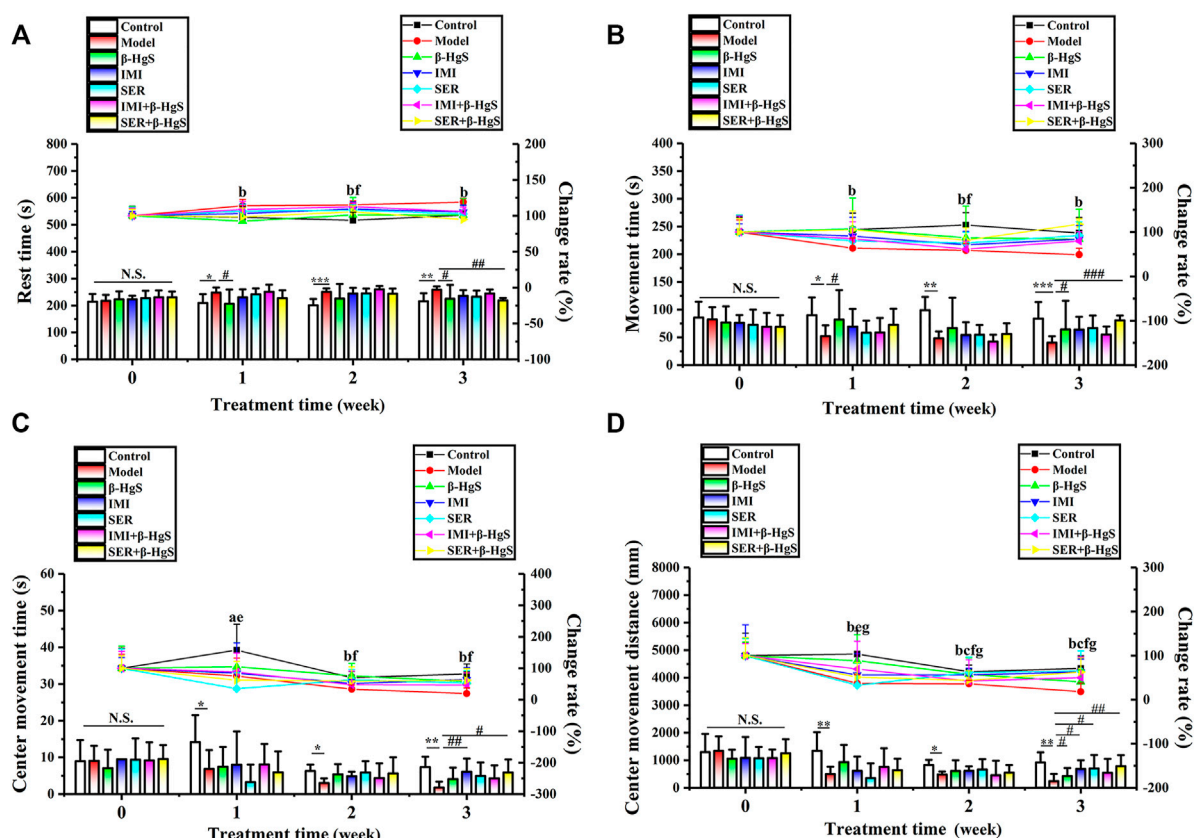 A
Control
Model
β-HgS
IMI
SER
IMI+β-HgS
SER+β-HgS
Control
Model
β-HgS
IMI
SER
IMI+β-HgS
SER+β-HgS
Rest time (s)
800
700
600
500
400
300
200
100
0
200
150
100
50
0
-50
-100
Change rate (%)
b
bf
b
N.S.
*
#
***
**
#
##
0
1
2
3
Treatment time (week)
B
Control
Model
β-HgS
IMI
SER
IMI+β-HgS
SER+β-HgS
Control
Model
β-HgS
IMI
SER
IMI+β-HgS
SER+β-HgS
Movement time (s)
400
350
300
250
200
150
100
50
0
300
200
100
0
-100
-200
Change rate (%)
b
bf
b
N.S.
*
#
**
***
#
###
0
1
2
3
Treatment time (week)
C
Control
Model
β-HgS
IMI
SER
IMI+β-HgS
SER+β-HgS
Control
Model
β-HgS
IMI
SER
IMI+β-HgS
SER+β-HgS
Center movement time (s)
60
50
40
30
20
10
0
400
300
200
100
0
-100
-200
-300
Change rate (%)
ae
bf
bf
N.S.
*
*
**
##
#
0
1
2
3
Treatment time (week)
D
Control
Model
β-HgS
IMI
SER
IMI+β-HgS
SER+β-HgS
Control
Model
β-HgS
IMI
SER
IMI+β-HgS
SER+β-HgS
Center movement distance (mm)
8000
7000
6000
5000
4000
3000
2000
1000
0
300
200
100
0
-100
-200
Change rate (%)
beg
bcfg
bcfg
N.S.
**
*
**
#
#
#
##
0
1
2
3
Treatment time (week)